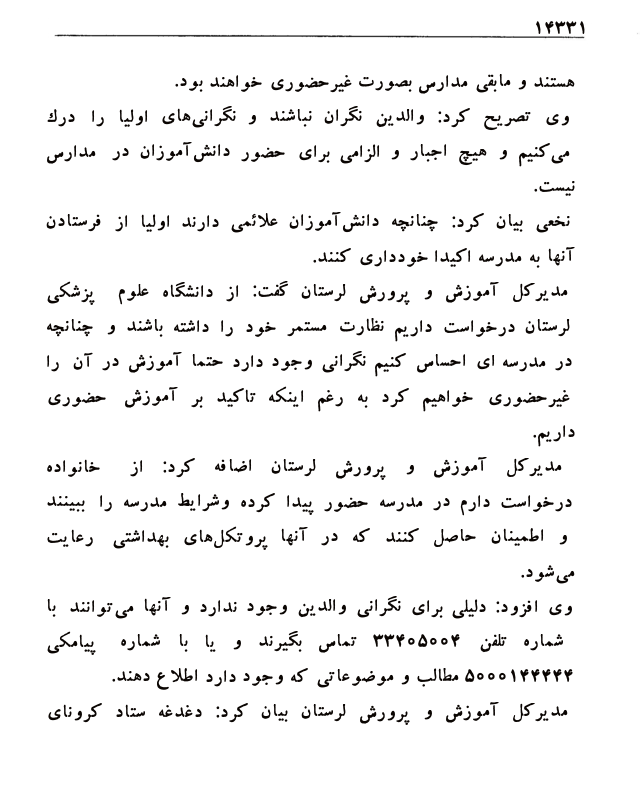 ۱۴۳۳۱
هستند و مابقی مدارس بصورت غیرحضوری خواهند بود.
وی تصریح کرد: والدین نگران نباشند و نگرانی‌های اولیا را درك
می‌کنیم و هیچ اجبار و الزامی برای حضور دانش‌آموزان در مدارس
نیست.
نخعی بیان کرد: چنانچه دانش‌آموزان علائمی دارند اولیا از فرستادن
آنها به مدرسه اکیدا خودداری کنند.
مدیرکل آموزش و پرورش لرستان گفت: از دانشگاه علوم پزشکی
لرستان درخواست داریم نظارت مستمر خود را داشته باشند و چنانچه
در مدرسه ای احساس کنیم نگرانی وجود دارد حتما آموزش در آن را
غیرحضوری خواهیم کرد به رغم اینکه تاکید بر آموزش حضوری
داریم.
مدیرکل آموزش و پرورش لرستان اضافه کرد: از خانواده
درخواست دارم در مدرسه حضور پیدا کرده وشرایط مدرسه را ببینند
و اطمینان حاصل کنند که در آنها پروتکل‌های بهداشتی رعایت
می‌شود.
وی افزود: دلیلی برای نگرانی والدین وجود ندارد و آنها می‌توانند با
شماره تلفن ۳۳۴۰۵۰۰۴ تماس بگیرند و یا با شماره پیامکی
۵۰۰۰۱۴۴۴۴۴ مطالب و موضوعاتی که وجود دارد اطلاع دهند.
مدیرکل آموزش و پرورش لرستان بیان کرد: دغدغه ستاد کرونای